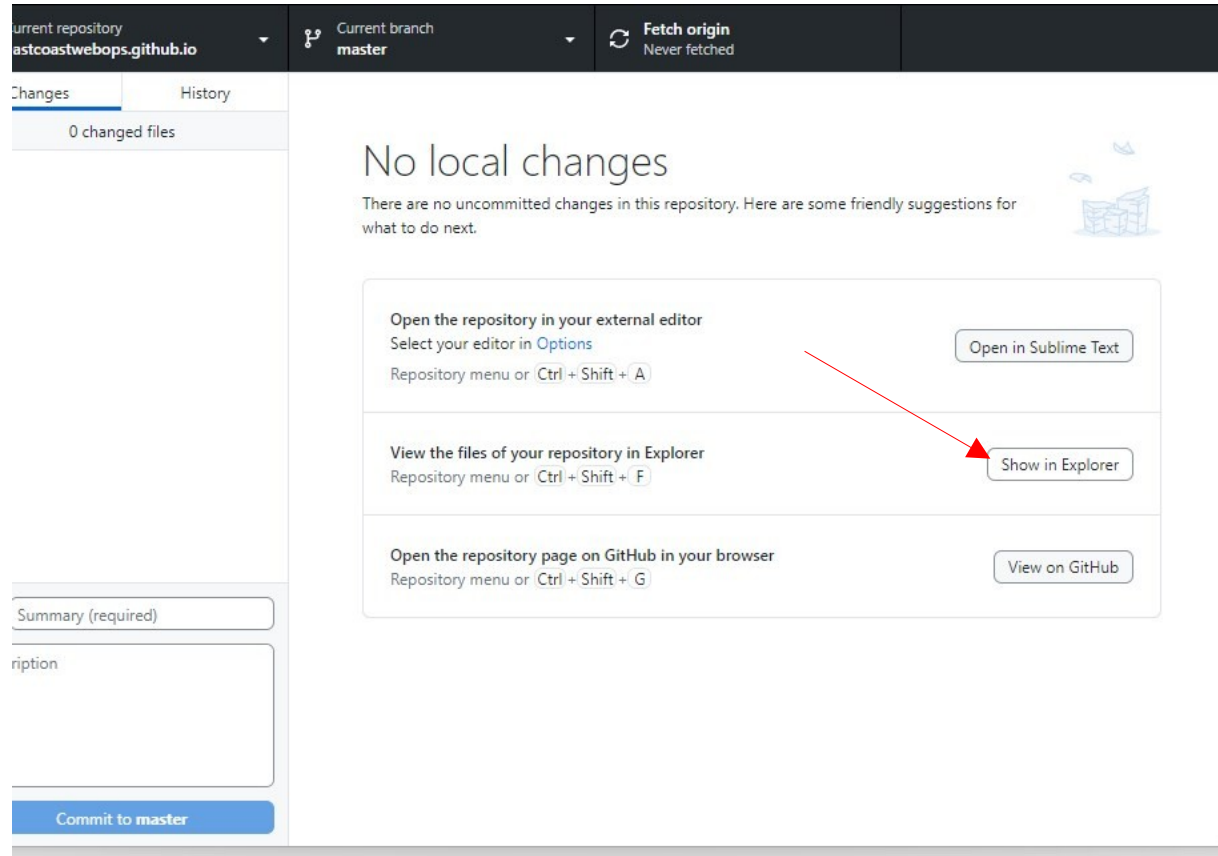 urrent repository
astcoastwebops.github.io
Current branch
master
Fetch origin
Never fetched
Changes
History
0 changed files
No local changes
There are no uncommitted changes in this repository. Here are some friendly suggestions for
what to do next.
Open the repository in your external editor
Select your editor in Options
Repository menu or Ctrl + Shift + A
Open in Sublime Text
View the files of your repository in Explorer
Repository menu or Ctrl + Shift + F
Show in Explorer
Open the repository page on GitHub in your browser
Repository menu or Ctrl + Shift + G
View on GitHub
Summary (required)
ription
Commit to master